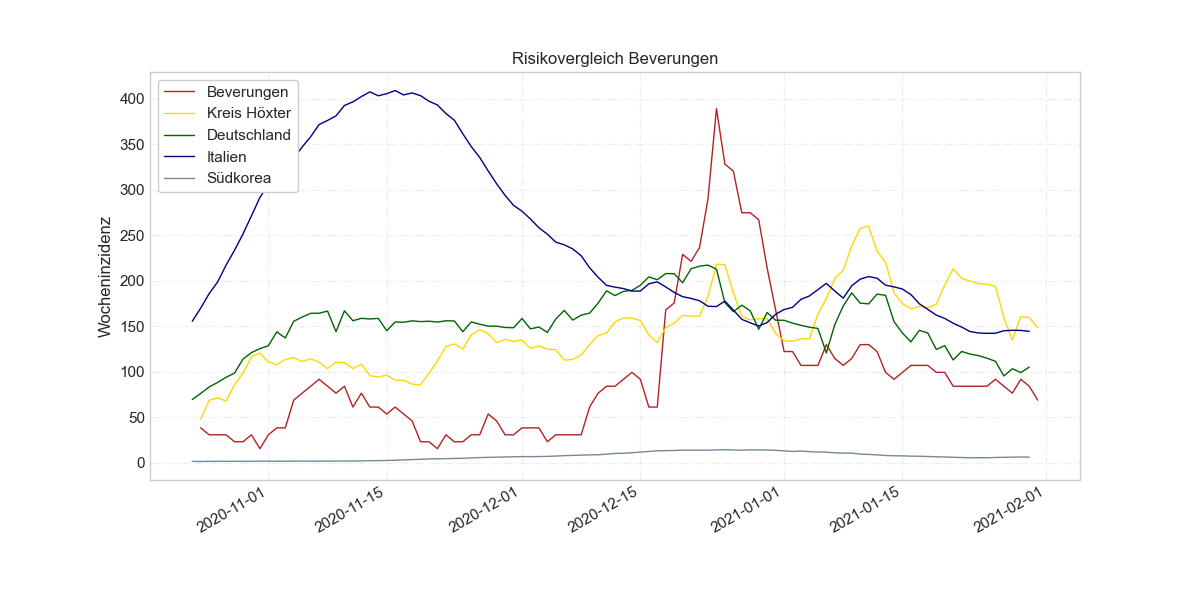 Risikovergleich Beverungen
Wocheninzidenz
400
350
300
250
200
150
100
50
0
Beverungen
Kreis Höxter
Deutschland
Italien
Südkorea
2020-11-01
2020-11-15
2020-12-01
2020-12-15
2021-01-01
2021-01-15
2021-02-01